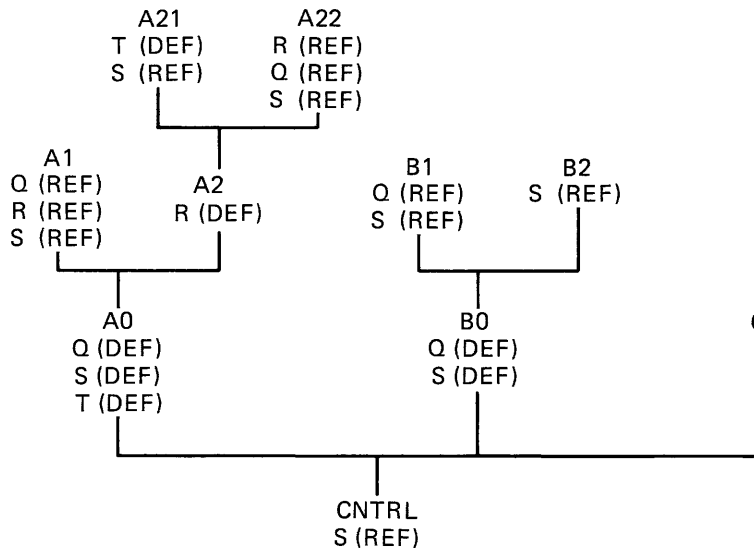 A21
T (DEF)
S (REF)
A22
R (REF)
Q (REF)
S (REF)
A1
Q (REF)
R (REF)
S (REF)
A2
R (DEF)
B1
Q (REF)
S (REF)
B2
S (REF)
A0
Q (DEF)
S (DEF)
T (DEF)
B0
Q (DEF)
S (DEF)
CNTRL
S (REF)